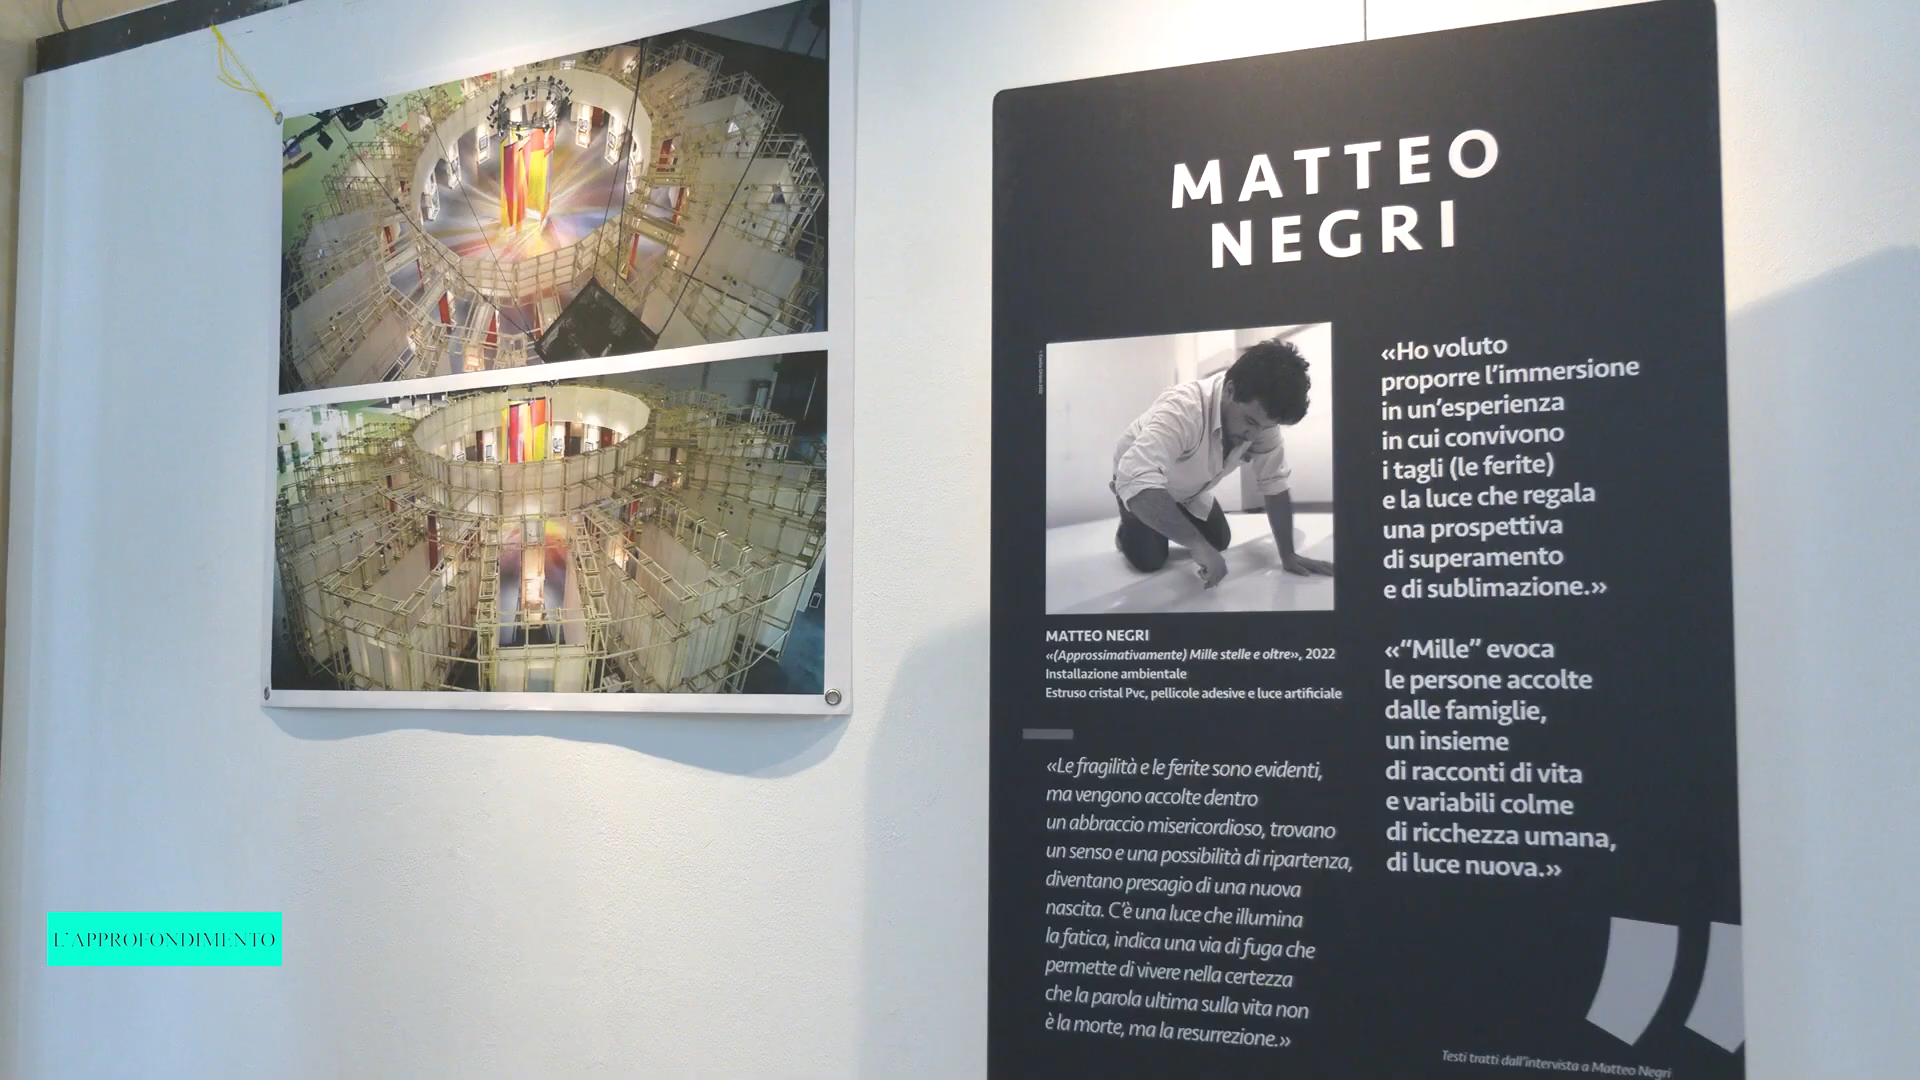 MATTEO
NEGRI
«Ho voluto
proporre l'immersione
in un'esperienza
in cui convivono
i tagli (le ferite)
e la luce che regala
una prospettiva
di superamento
e di sublimazione.»
«"Mille" evoca
le persone accolte
dalle famiglie,
un insieme
di racconti di vita
e variabili colme
di ricchezza umana,
di luce nuova.»
MATTEO NEGRI
«(Approssimativamente) Mille stelle e oltre», 2022
Installazione ambientale
Estruso cristal Pvc, pellicole adesive e luce artificiale
«Le fragilità e le ferite sono evidenti,
ma vengono accolte dentro
un abbraccio misericordioso, trovano
un senso e una possibilità di ripartenza,
diventano presagio di una nuova
nascita. C'è una luce che illumina
la fatica, indica una via di fuga che
permette di vivere nella certezza
che la parola ultima sulla vita non
è la morte, ma la resurrezione.»
Testi tratti dall'intervista a Matteo Negri
L'APPROFONDIMENTO